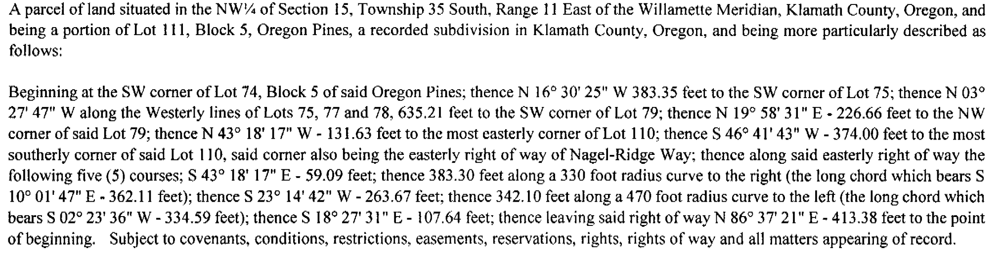 A parcel of land situated in the NW¼ of Section 15, Township 35 South, Range 11 East of the Willamette Meridian, Klamath County, Oregon, and
being a portion of Lot 111, Block 5, Oregon Pines, a recorded subdivision in Klamath County, Oregon, and being more particularly described as
follows:
Beginning at the SW corner of Lot 74, Block 5 of said Oregon Pines; thence N 16° 30' 25" W 383.35 feet to the SW corner of Lot 75; thence N 03°
27' 47" W along the Westerly lines of Lots 75, 77 and 78, 635.21 feet to the SW corner of Lot 79; thence N 19° 58' 31" E - 226.66 feet to the NW
corner of said Lot 79; thence N 43° 18' 17" W - 131.63 feet to the most easterly corner of Lot 110; thence S 46° 41' 43" W - 374.00 feet to the most
southerly corner of said Lot 110, said corner also being the easterly right of way of Nagel-Ridge Way; thence along said easterly right of way the
following five (5) courses; S 43° 18' 17" E - 59.09 feet; thence 383.30 feet along a 330 foot radius curve to the right (the long chord which bears S
10° 01' 47" E - 362.11 feet); thence S 23° 14' 42" W - 263.67 feet; thence 342.10 feet along a 470 foot radius curve to the left (the long chord which
bears S 02° 23' 36" W - 334.59 feet); thence S 18° 27' 31" E - 107.64 feet; thence leaving said right of way N 86° 37' 21" E - 413.38 feet to the point
of beginning. Subject to covenants, conditions, restrictions, easements, reservations, rights, rights of way and all matters appearing of record.